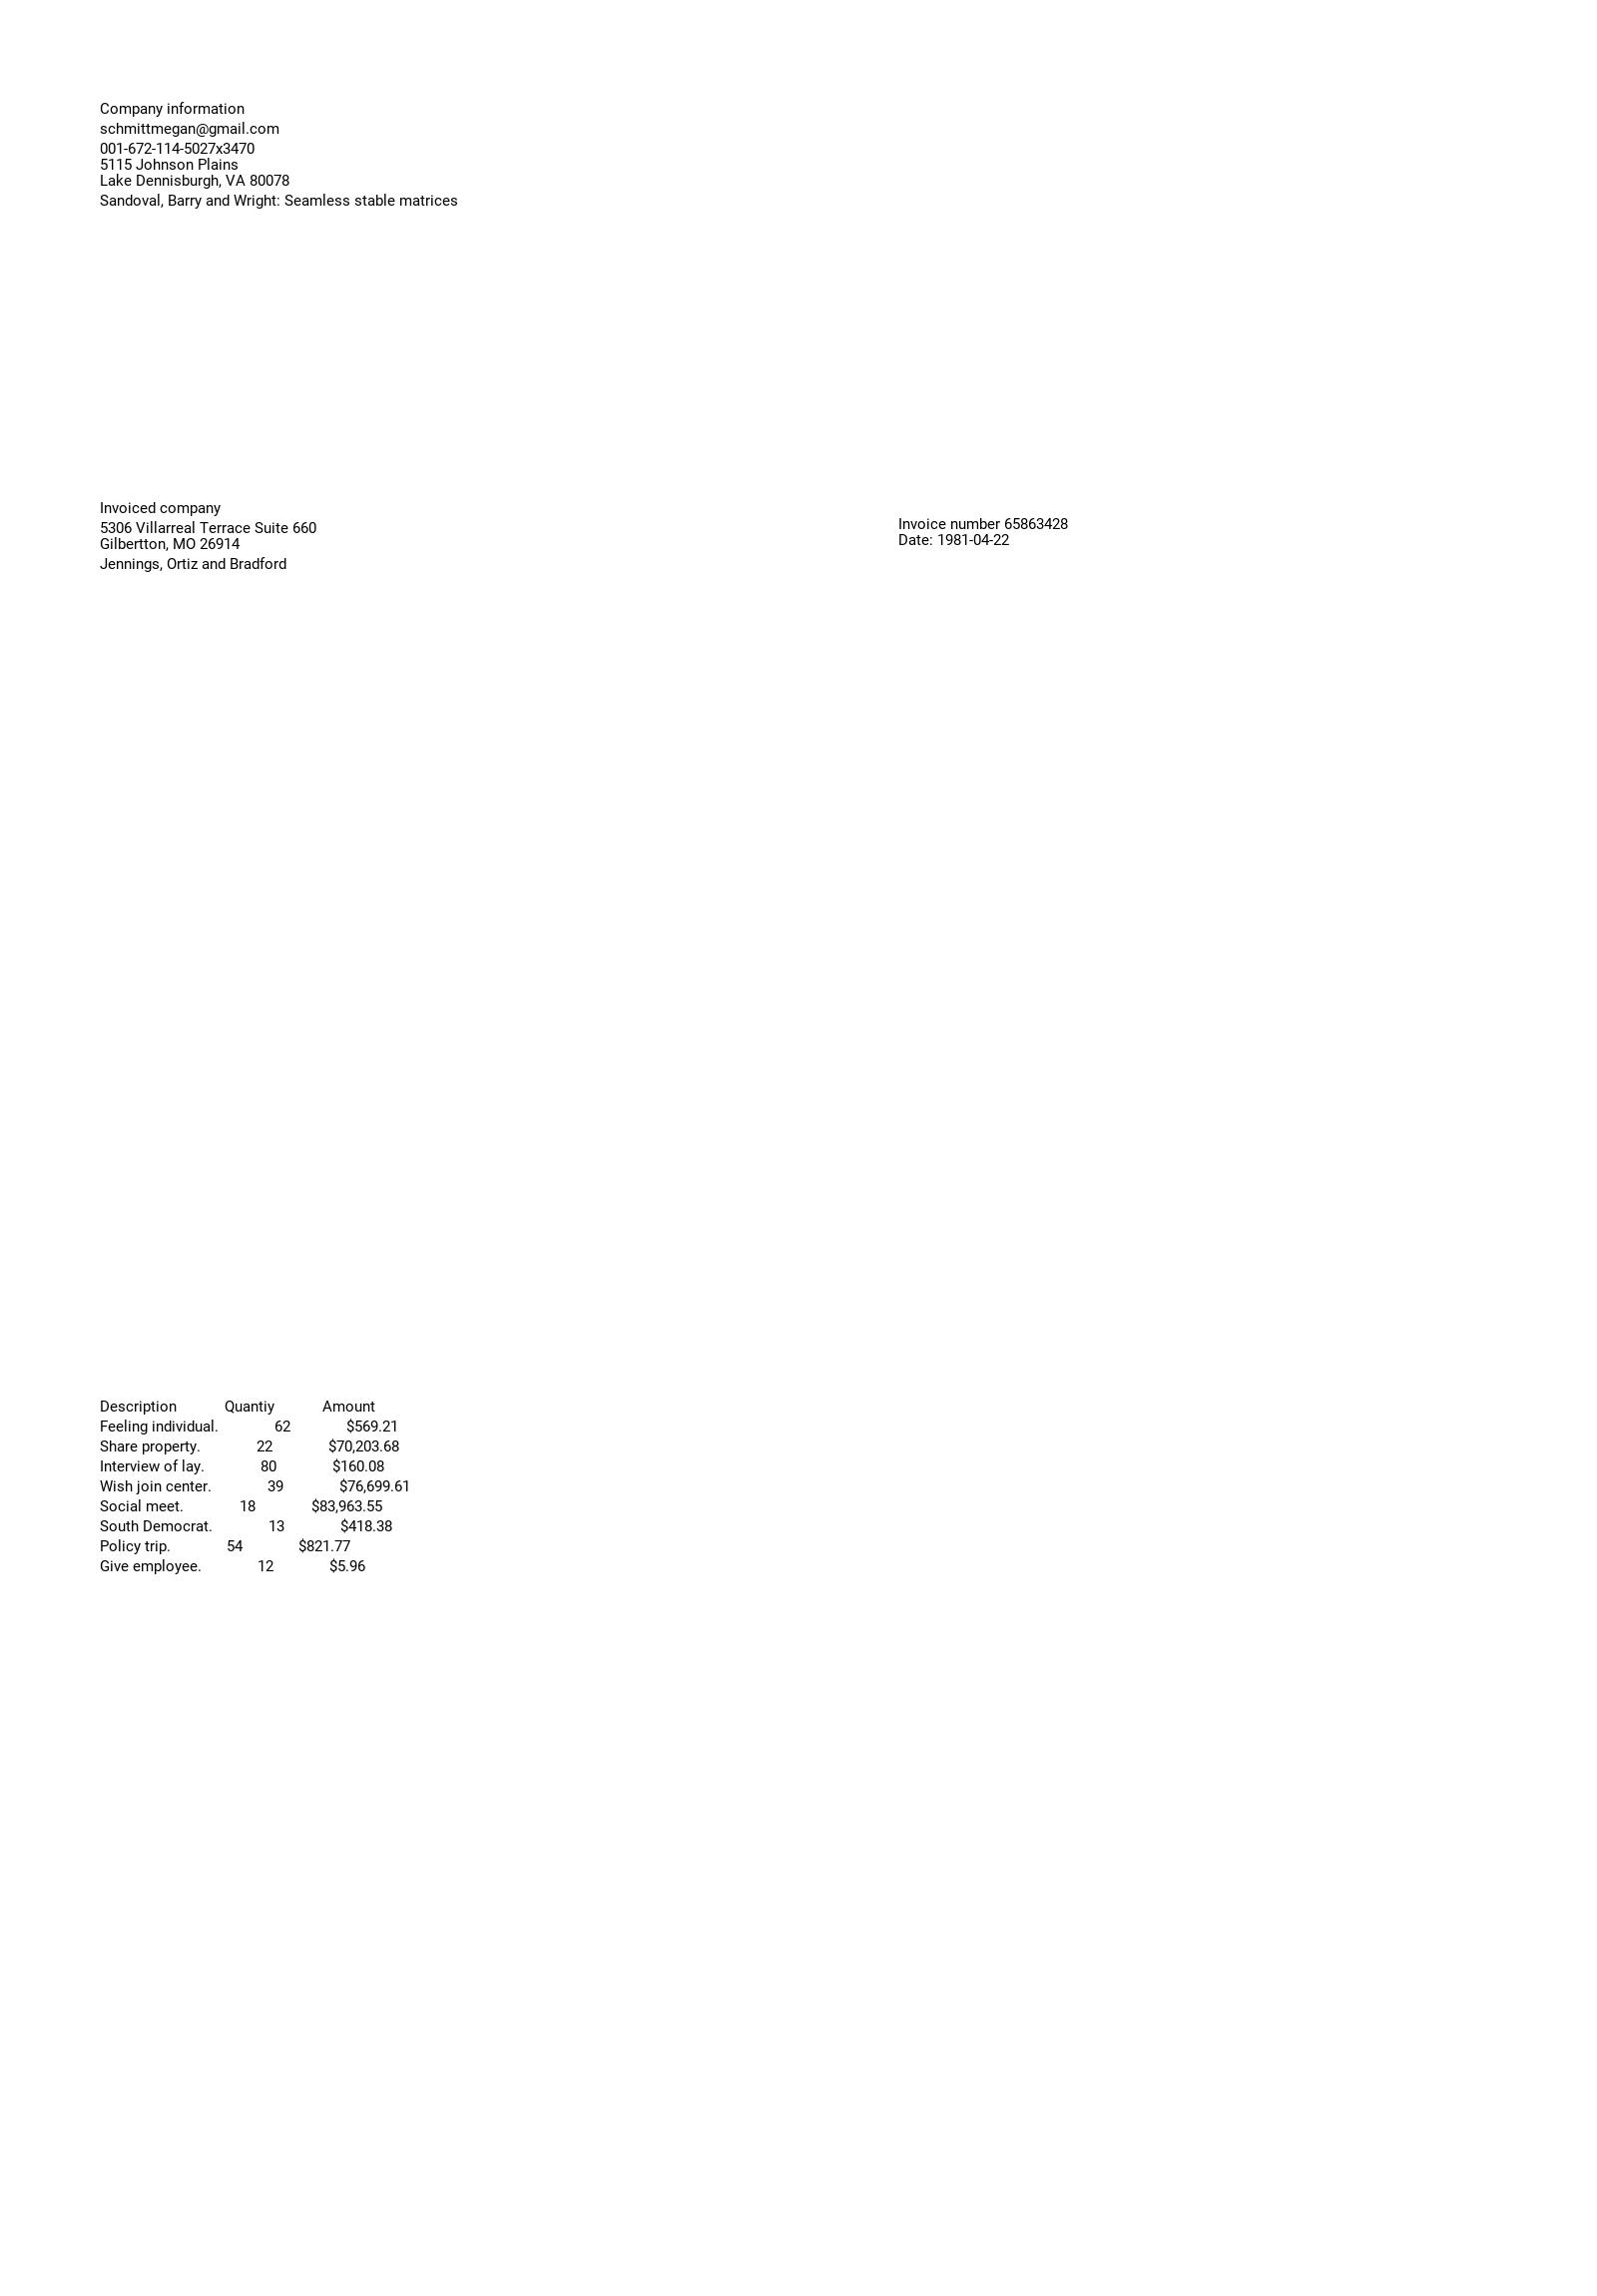 Company information
schmittmegan@gmail.com
001-672-114-5027x3470
5115 Johnson Plains
Lake Dennisburgh, VA 80078
Sandoval, Barry and Wright: Seamless stable matrices
Invoiced company
5306 Villarreal Terrace Suite 660
Gilbertton, MO 26914
Jennings, Ortiz and Bradford
Invoice number 65863428
Date: 1981-04-22
Description Quantiy Amount
Feeling individual. 62 $569.21
Share property. 22 $70,203.68
Interview of lay. 80 $160.08
Wish join center. 39 $76,699.61
Social meet. 18 $83,963.55
South Democrat. 13 $418.38
Policy trip. 54 $821.77
Give employee. 12 $5.96